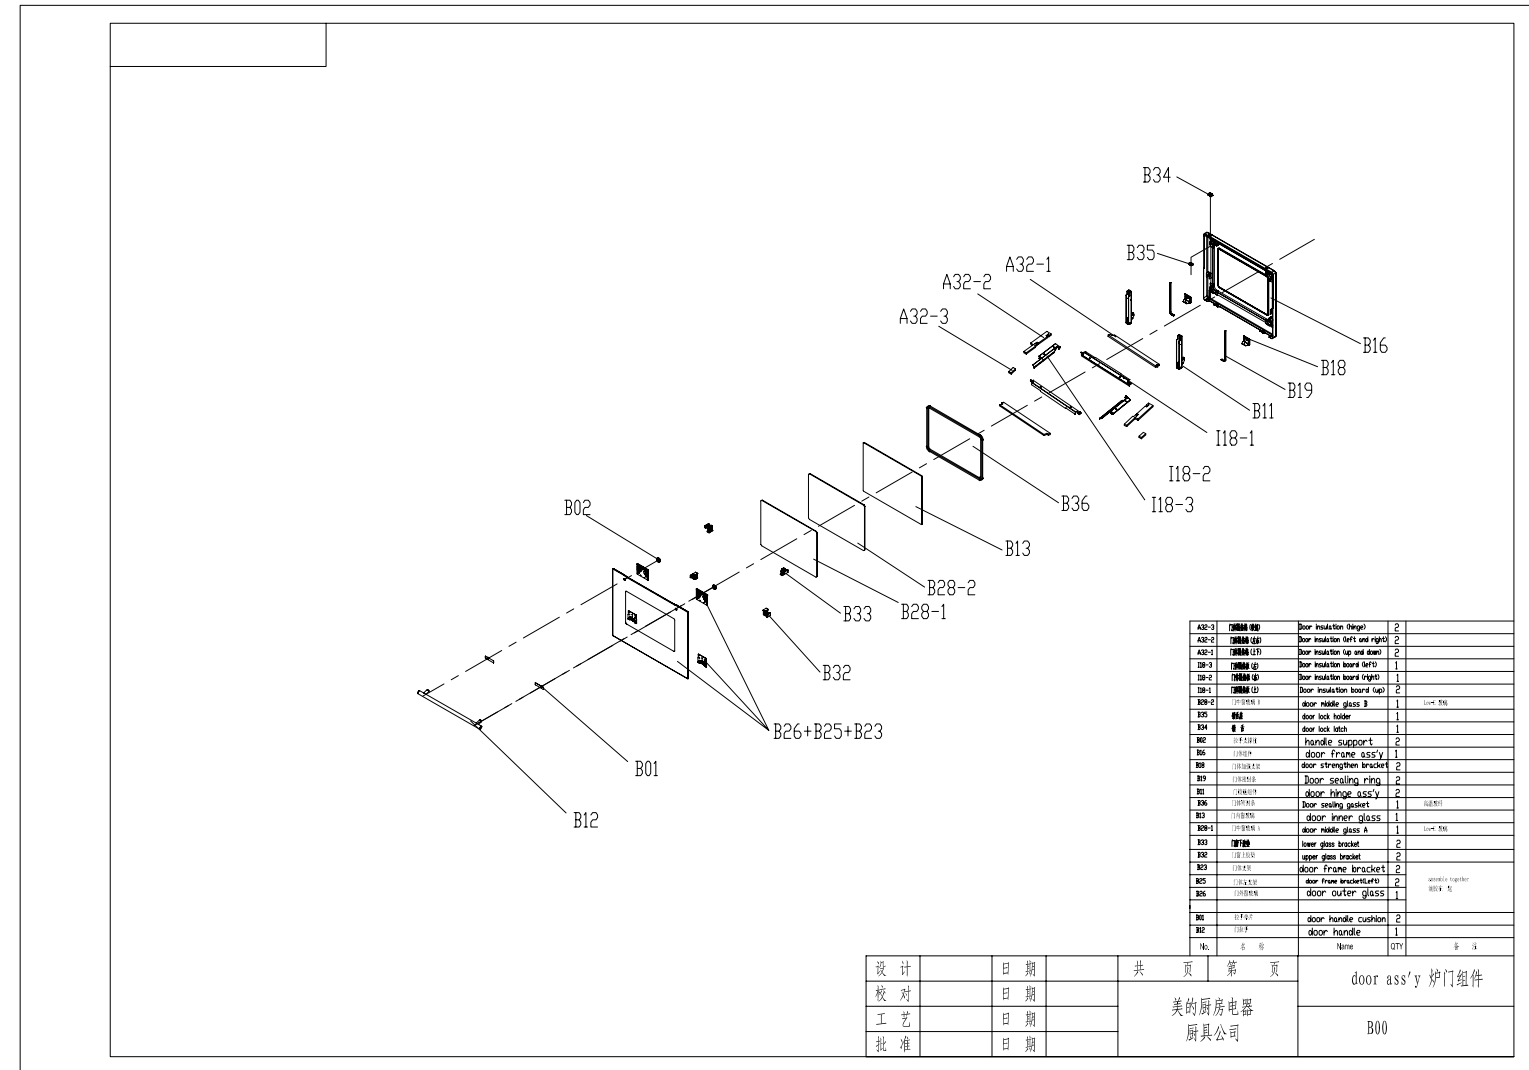 B34
B35
A32-1
A32-2
A32-3
B16
B18
B19
B11
I18-1
I18-2
I18-3
B36
B13
B02
B28-2
B28-1
B33
B32
B26+B25+B23
B01
B12
A32-3 Door insulation (hinge) 2
A32-2 Door insulation (left and right) 2
A32-1 Door insulation (up and down) 2
I18-3 Door insulation board (left) 1
I18-2 Door insulation board (right) 1
I18-1 Door insulation board (up) 2
B28-2 door middle glass B 1
B35 door lock holder 1
B34 door lock latch 1
B02 handle support 2
door frame ass'y 1
door strengthen bracket 2
B19 Door sealing ring 2
B11 door hinge ass'y 2
B36 Door sealing gasket 1
B13 door inner glass 1
B28-1 door middle glass A 1
B33 lower glass bracket 2
B32 upper glass bracket 2
B23 door frame bracket 2
B25 door frame bracket(Left) 2 assemble together
B26 door outer glass 1
B01 door handle cushion 2
B12 door handle 1
No. 名 称 Name QTY 备 注
设 计 日 期 共 页 第 页 door ass'y 炉门组件
校 对 日 期 美的厨房电器
工 艺 日 期 厨具公司 B00
批 准 日 期